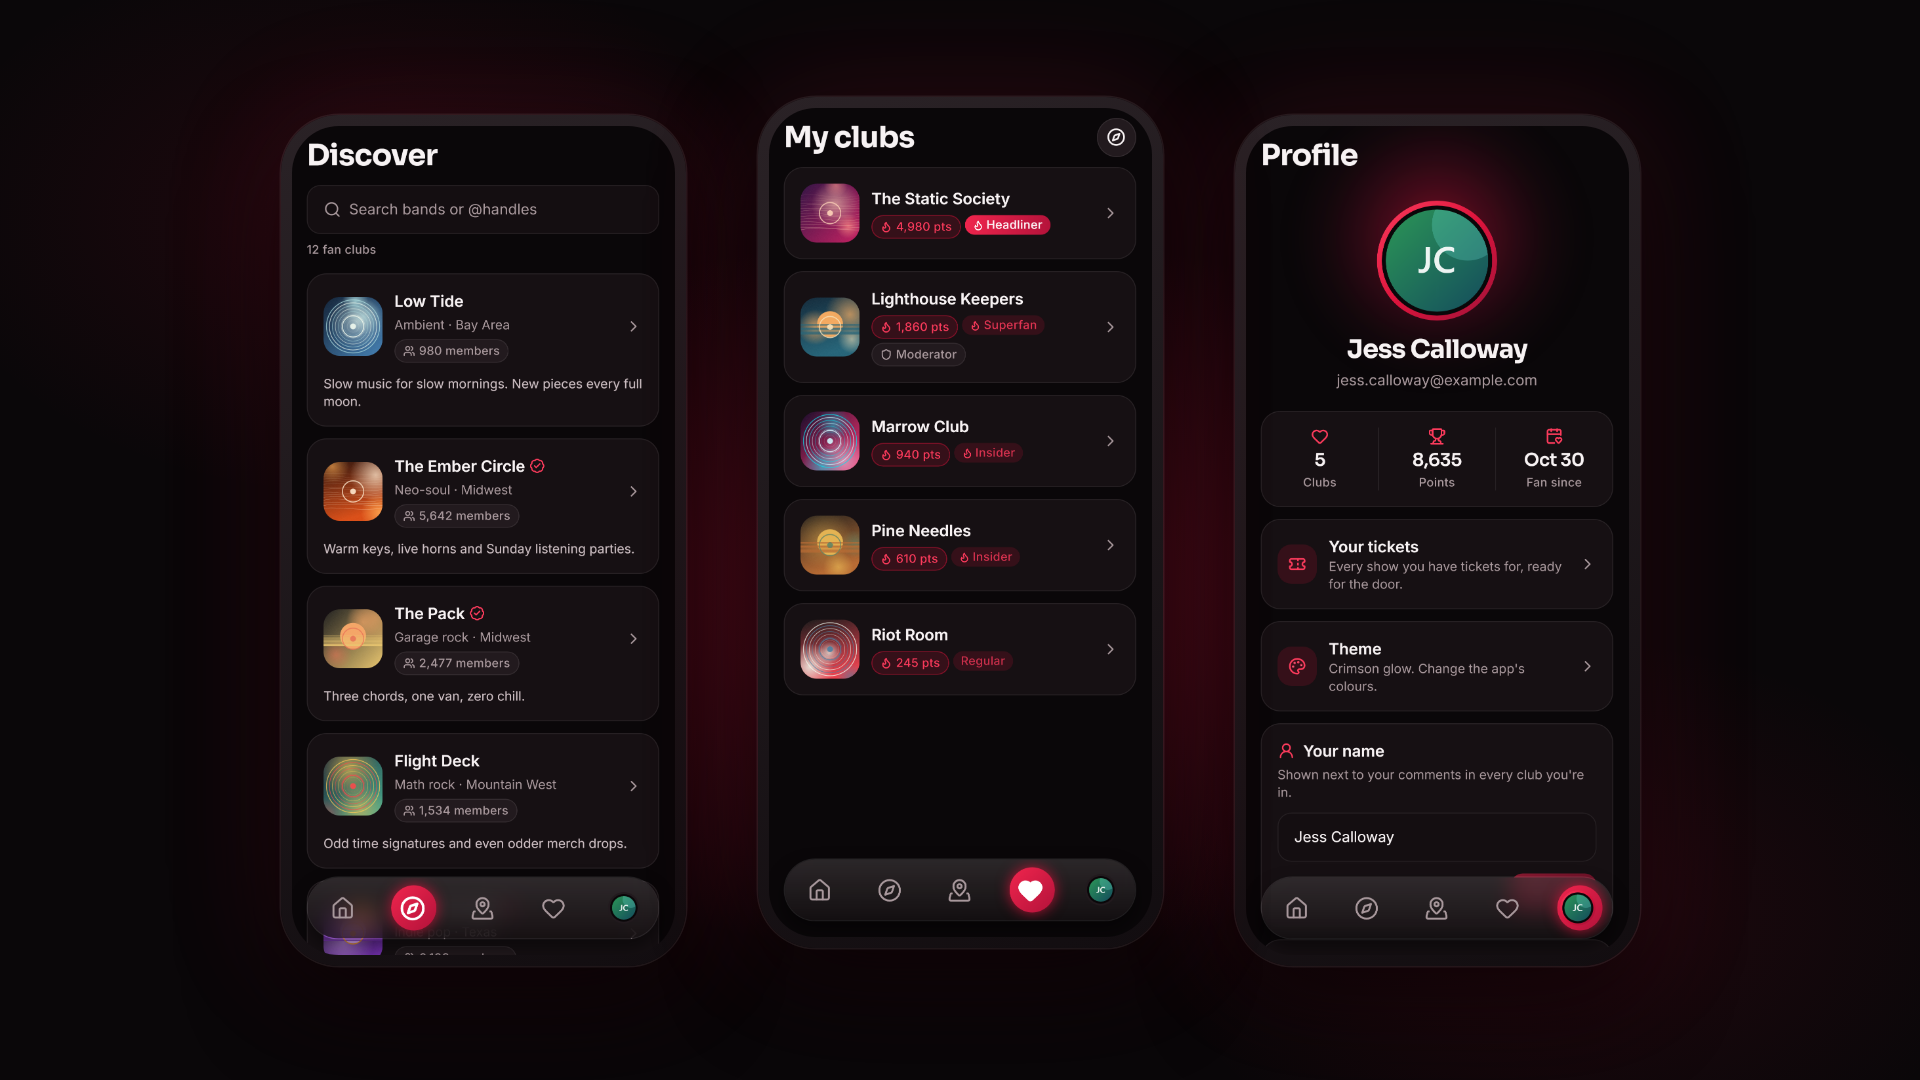 Discover
Search bands or @handles
12 fan clubs
Low Tide
Ambient · Bay Area
980 members
Slow music for slow mornings. New pieces every full
moon.
The Ember Circle
Neo-soul · Midwest
5,642 members
Warm keys, live horns and Sunday listening parties.
The Pack
Garage rock · Midwest
2,477 members
Three chords, one van, zero chill.
Flight Deck
Math rock · Mountain West
1,534 members
Odd time signatures and even odder merch drops.
Indie pop · Texas
JC
My clubs
The Static Society
4,980 pts Headliner
Lighthouse Keepers
1,860 pts Superfan
Moderator
Marrow Club
940 pts Insider
Pine Needles
610 pts Insider
Riot Room
245 pts Regular
JC
Profile
JC
Jess Calloway
jess.calloway@example.com
5 8,635 Oct 30
Clubs Points Fan since
Your tickets
Every show you have tickets for, ready
for the door.
Theme
Crimson glow. Change the app's
colours.
Your name
Shown next to your comments in every club you're
in.
Jess Calloway
JC